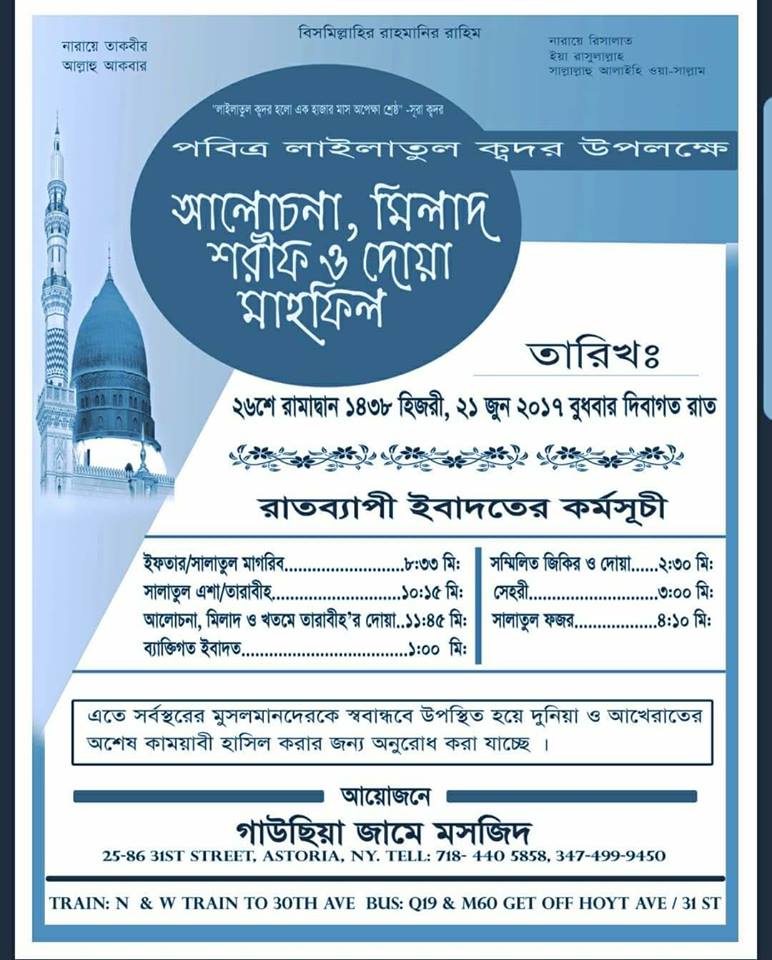 বিসমিল্লাহির রাহমানির রাহিম
নারায়ে তাকবীর
আল্লাহু আকবার
নারায়ে রিসালাত
ইয়া রাসুলাল্লাহ
সাল্লাল্লাহু আলাইহি ওয়া-সাল্লাম
"লাইলাতুল ক্বদর হলো এক হাজার মাস অপেক্ষা শ্রেষ্ঠ" -সূরা ক্বদর
পবিত্র লাইলাতুল ক্বদর উপলক্ষে
আলোচনা, মিলাদ
শরীফ ও দোয়া
মাহফিল
তারিখঃ
২৬শে রামাদ্বান ১৪৩৮ হিজরী, ২১ জুন ২০১৭ বুধবার দিবাগত রাত
রাতব্যাপী ইবাদতের কর্মসূচী
ইফতার/সালাতুল মাগরিব..........................৮:৩৩ মি:
সালাতুল এশা/তারাবীহ............................১০:১৫ মি:
আলোচনা, মিলাদ ও খতমে তারাবীহ'র দোয়া..১১:৪৫ মি:
ব্যাক্তিগত ইবাদত....................................১:০০ মি:
সম্মিলিত জিকির ও দোয়া......২:৩০ মি:
সেহরী............................৩:০০ মি:
সালাতুল ফজর..................৪:১০ মি:
এতে সর্বস্থরের মুসলমানদেরকে স্ববান্ধবে উপস্থিত হয়ে দুনিয়া ও আখেরাতের
অশেষ কাময়াবী হাসিল করার জন্য অনুরোধ করা যাচ্ছে ।
আয়োজনে
গাউছিয়া জামে মসজিদ
25-86 31ST STREET, ASTORIA, NY. TELL: 718- 440 5858, 347-499-9450
TRAIN: N & W TRAIN TO 30TH AVE BUS: Q19 & M60 GET OFF HOYT AVE / 31 ST